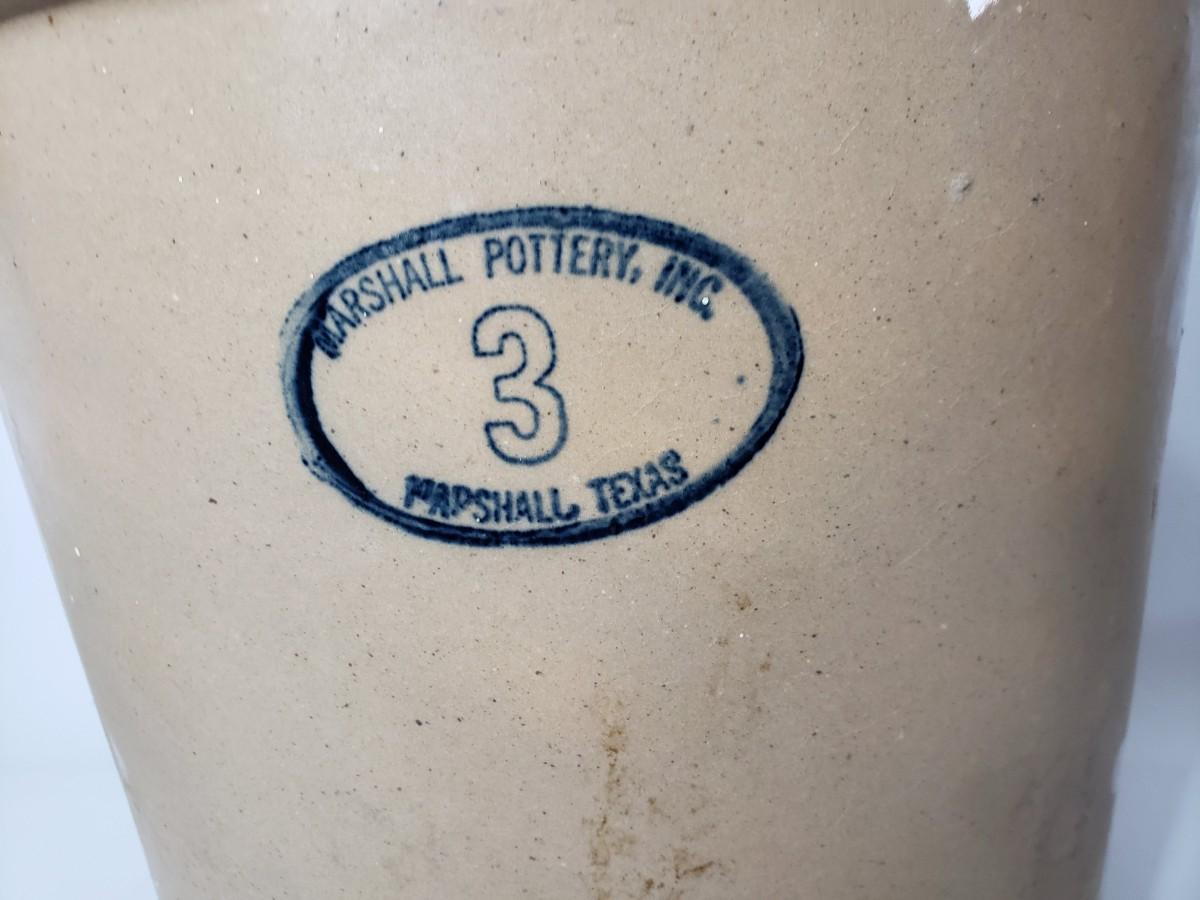 MARSHALL POTTERY, INC.
3
MARSHALL, TEXAS